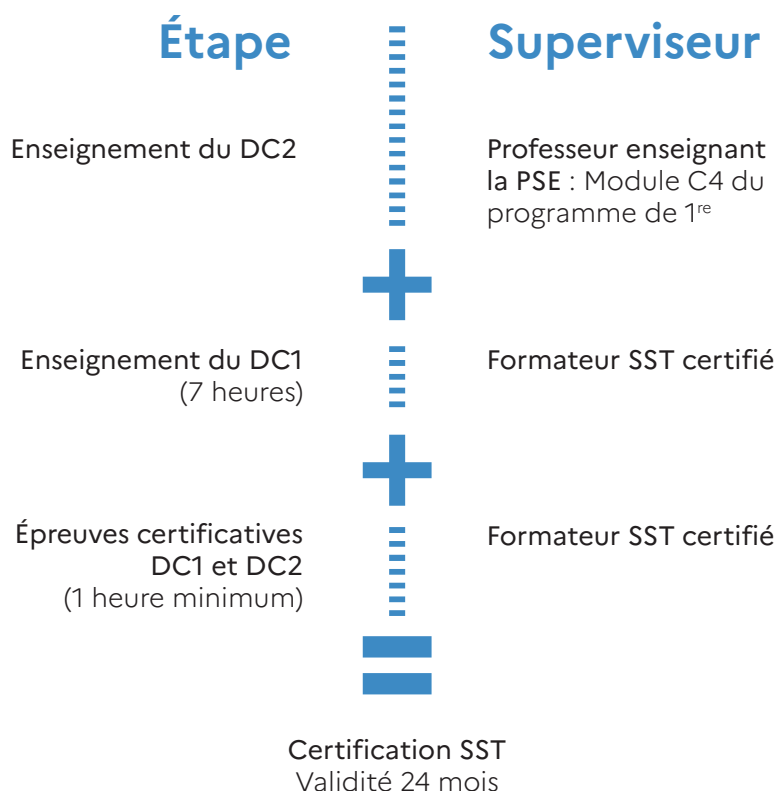 Étape
Superviseur
Enseignement du DC2
Professeur enseignant
la PSE : Module C4 du
programme de 1re
Enseignement du DC1
(7 heures)
Formateur SST certifié
Épreuves certificatives
DC1 et DC2
(1 heure minimum)
Formateur SST certifié
Certification SST
Validité 24 mois